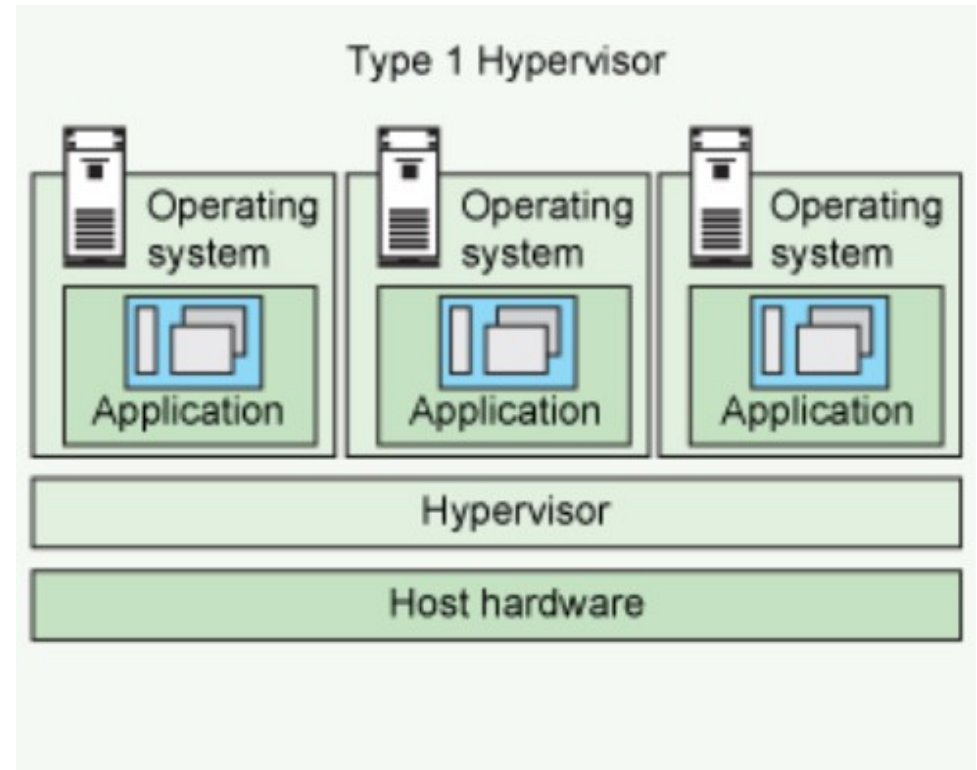 Type 1 Hypervisor
Operating
system
Application
Operating
system
Application
Operating
system
Application
Hypervisor
Host hardware